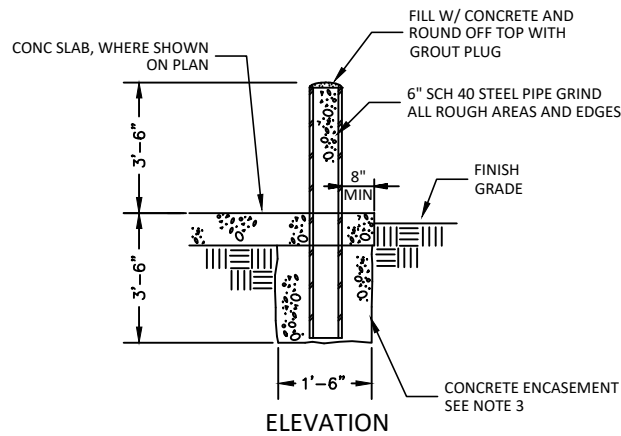 FILL W/ CONCRETE AND
ROUND OFF TOP WITH
GROUT PLUG
CONC SLAB, WHERE SHOWN
ON PLAN
6" SCH 40 STEEL PIPE GRIND
ALL ROUGH AREAS AND EDGES
3'-6"
8"
MIN
FINISH
GRADE
3'-6"
1'-6"
CONCRETE ENCASEMENT
SEE NOTE 3
ELEVATION